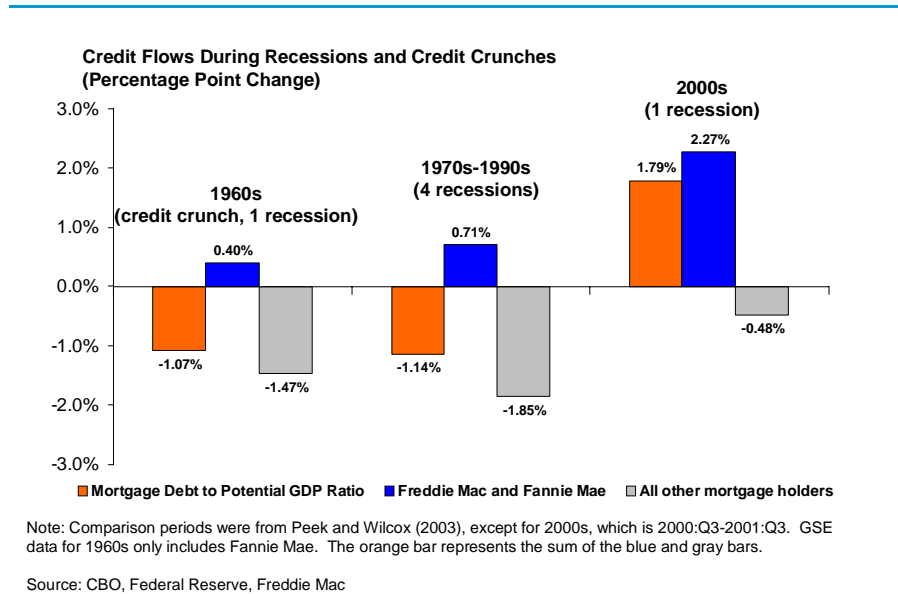 Credit Flows During Recessions and Credit Crunches
(Percentage Point Change)
2000s
(1 recession)
3.0%
2.27%
1.79%
2.0%
1970s-1990s
(4 recessions)
1960s
(credit crunch, 1 recession)
1.0%
0.71%
0.40%
0.0%
-0.48%
-1.0%
-1.07%
-1.14%
-1.47%
-1.85%
-2.0%
-3.0%
Mortgage Debt to Potential GDP Ratio Freddie Mac and Fannie Mae All other mortgage holders
Note: Comparison periods were from Peek and Wilcox (2003), except for 2000s, which is 2000:Q3-2001:Q3. GSE
data for 1960s only includes Fannie Mae. The orange bar represents the sum of the blue and gray bars.
Source: CBO, Federal Reserve, Freddie Mac